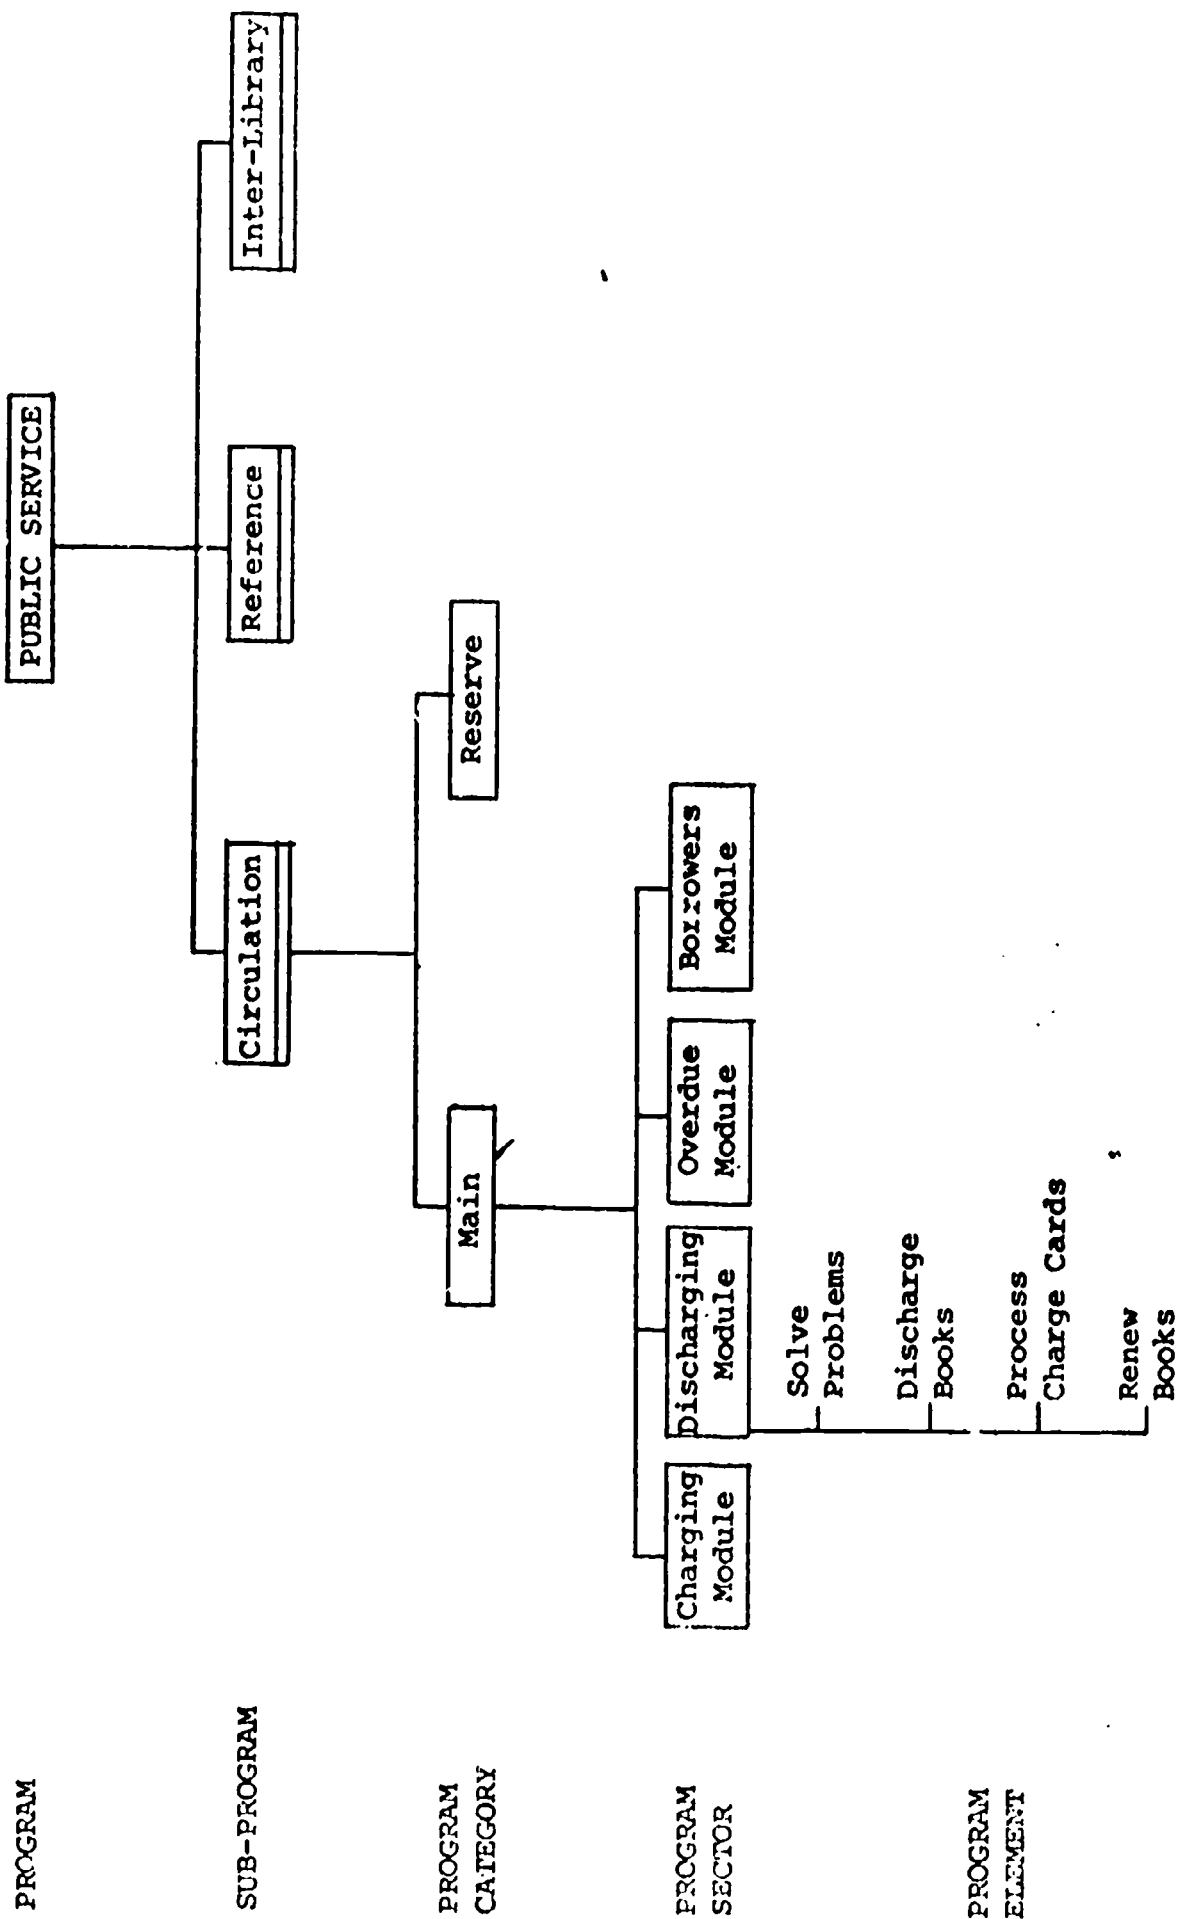 PROGRAM
PUBLIC SERVICE
SUB-PROGRAM
Circulation
Reference
Inter-Library
PROGRAM
CATEGORY
Main
Reserve
PROGRAM
SECTOR
Charging
Module
Discharging
Module
Overdue
Module
Borrowers
Module
PROGRAM
ELEMENT
Solve
Problems
Discharge
Books
Process
Charge Cards
Renew
Books